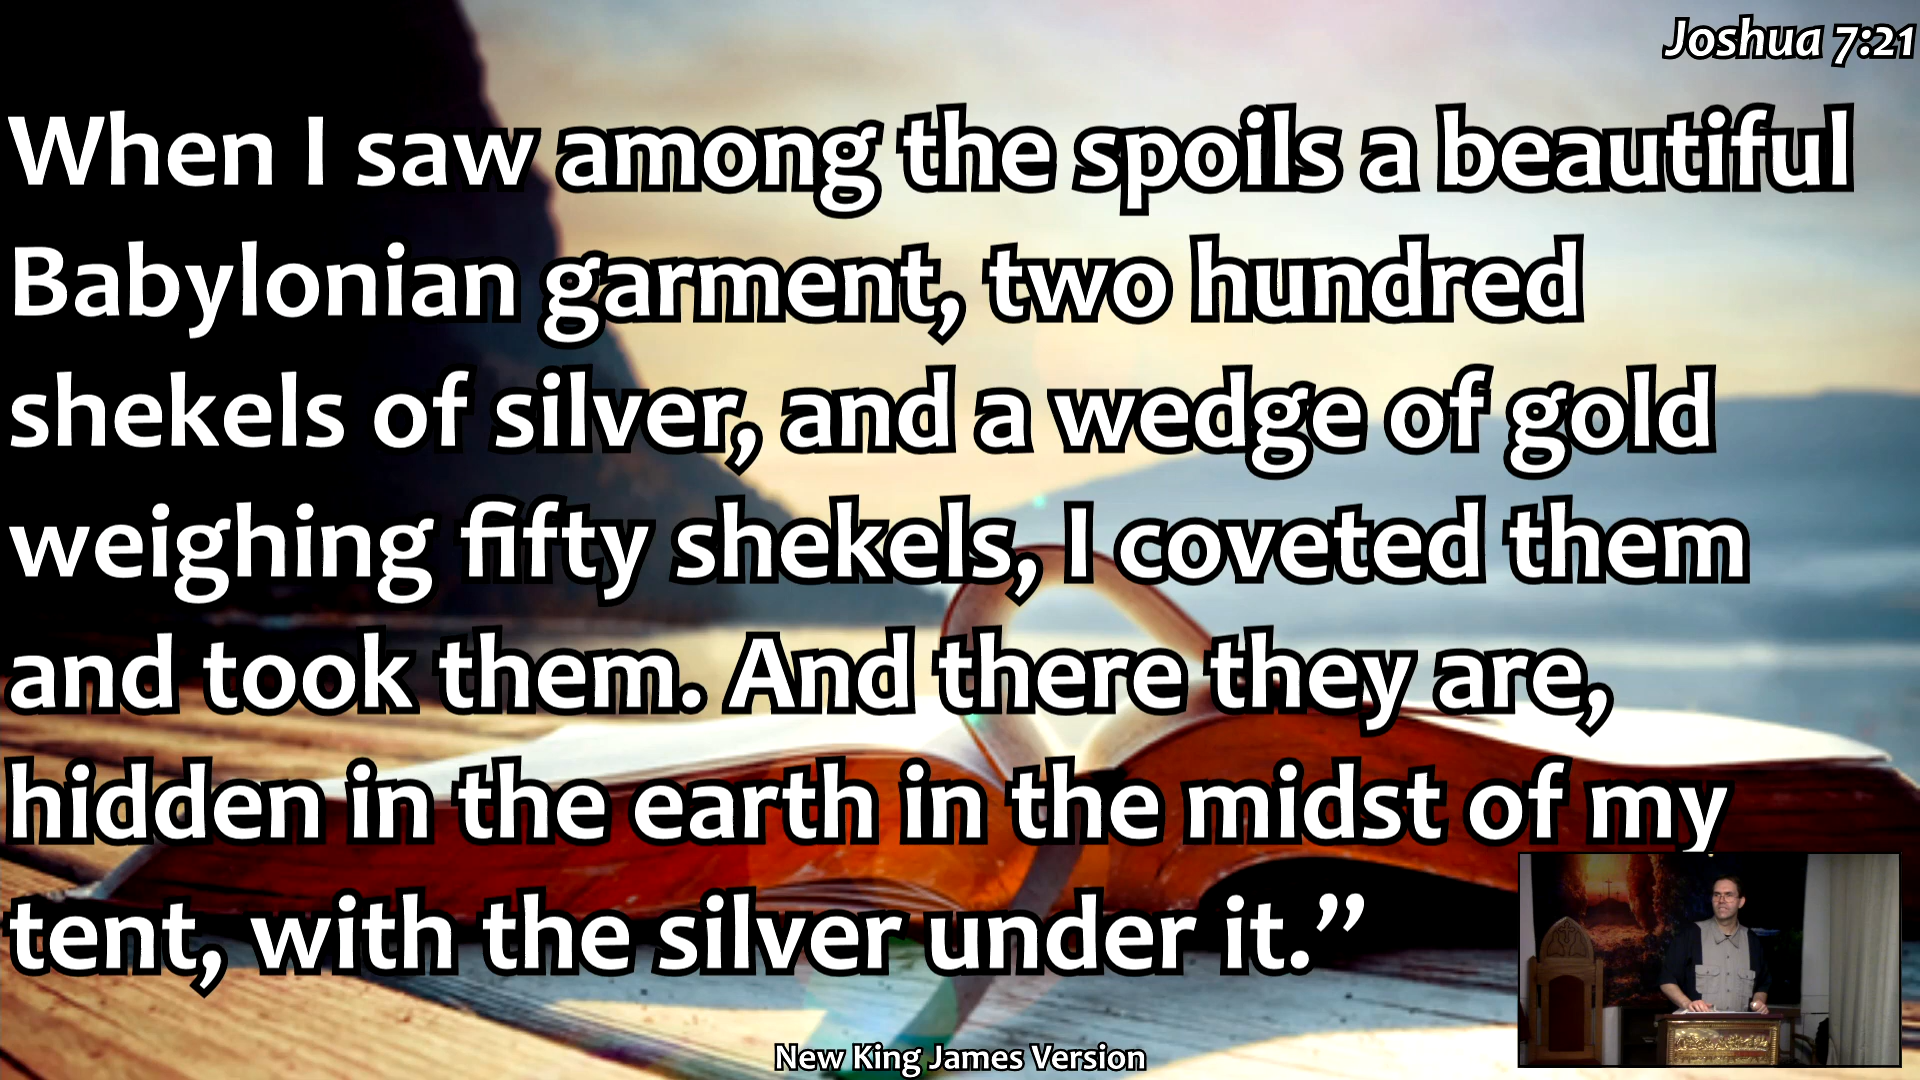 Joshua 7:21
When I saw among the spoils a beautiful
Babylonian garment, two hundred
shekels of silver, and a wedge of gold
weighing fifty shekels, I coveted them
and took them. And there they are,
hidden in the earth in the midst of my
tent, with the silver under it.”
New King James Version